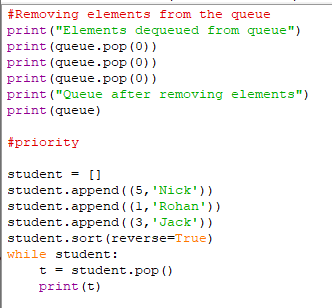 #Removing elements from the queue
print("Elements dequeued from queue")
print(queue.pop(0))
print(queue.pop(0))
print(queue.pop(0))
print("Queue after removing elements")
print(queue)
#priority
student = []
student.append((5,'Nick'))
student.append((1,'Rohan'))
student.append((3,'Jack'))
student.sort(reverse=True)
while student:
    t = student.pop()
    print(t)